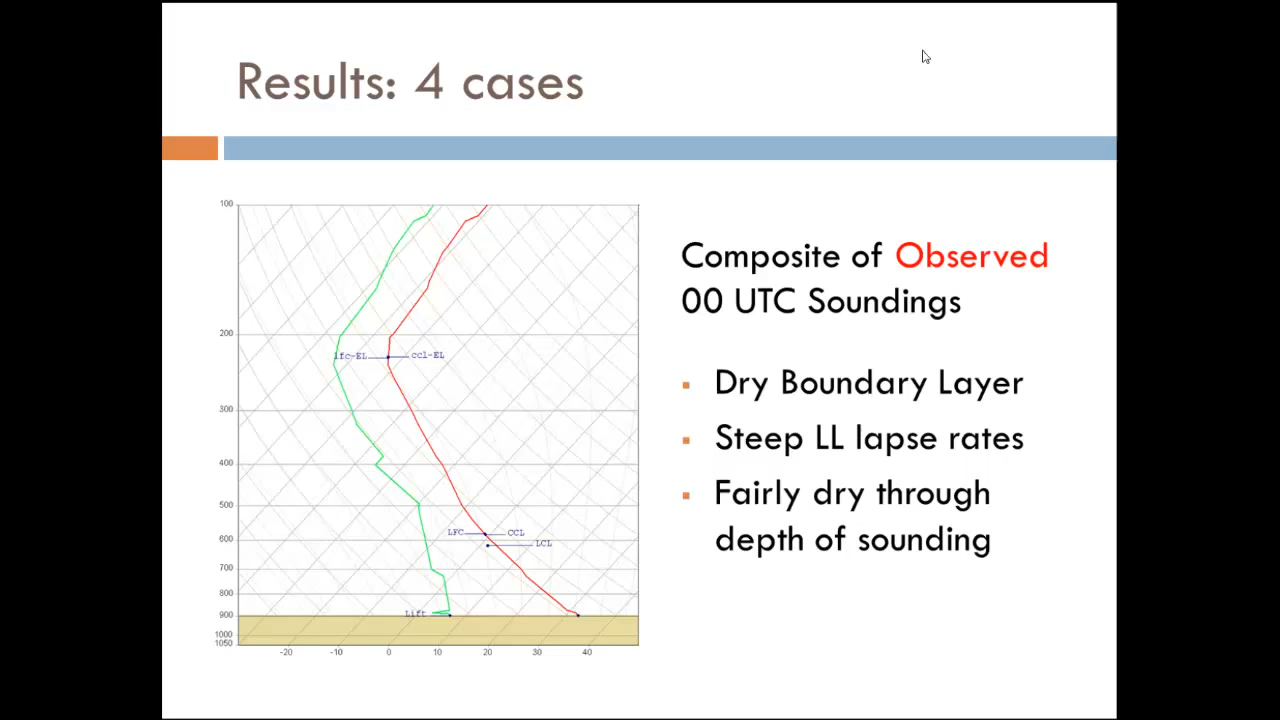 Results: 4 cases
100
200
lfc-EL
ccl-EL
300
400
500
LFC
CCL
LCL
600
700
800
Lift
900
1000
1050
-20
-10
0
10
20
30
40
Composite of Observed
00 UTC Soundings
Dry Boundary Layer
Steep LL lapse rates
Fairly dry through
depth of sounding